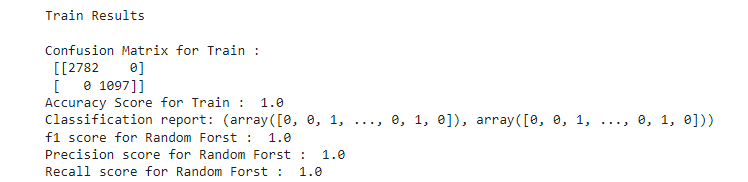 Train Results
Confusion Matrix for Train :
[[2782    0]
[   0 1097]]
Accuracy Score for Train :  1.0
Classification report: (array([0, 0, 1, ..., 0, 1, 0]), array([0, 0, 1, ..., 0, 1, 0]))
f1 score for Random Forst :  1.0
Precision score for Random Forst :  1.0
Recall score for Random Forst :  1.0